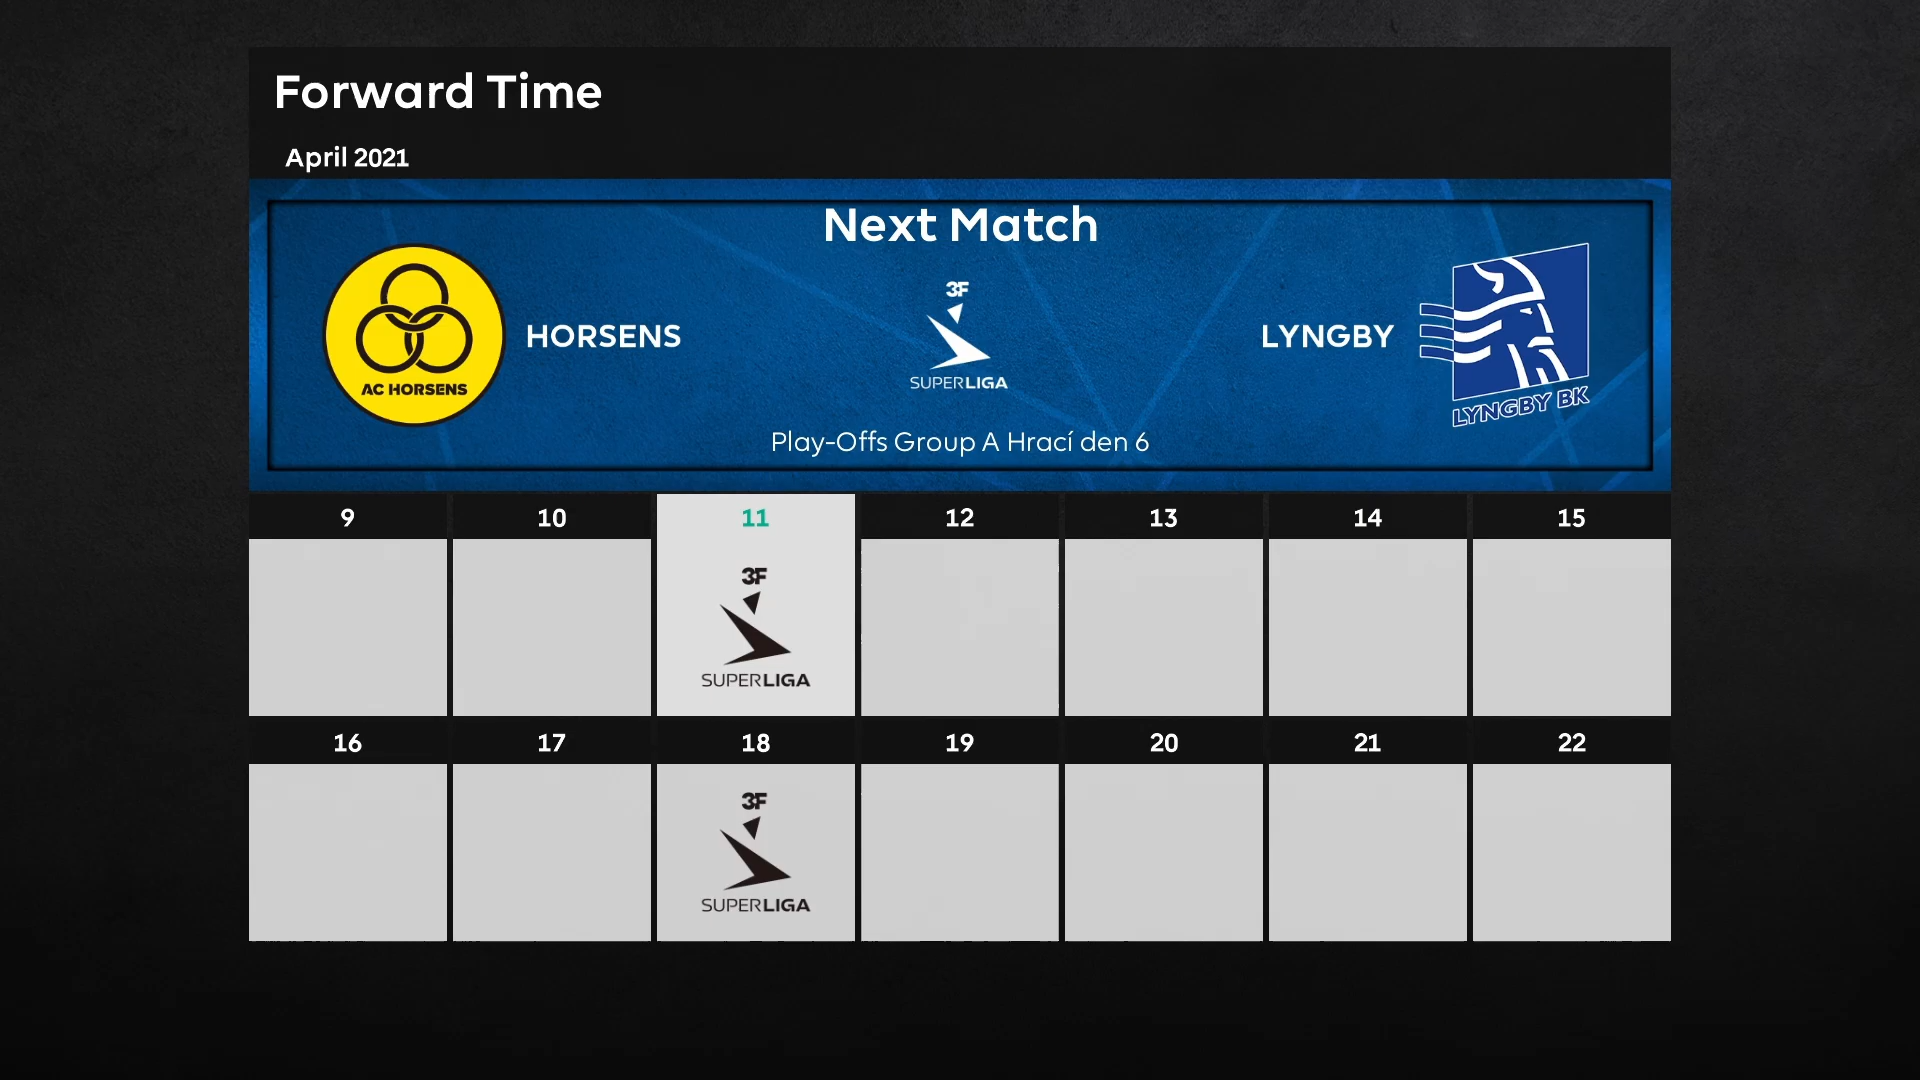 Forward Time
April 2021
Next Match
AC HORSENS
HORSENS
3F
SUPERLIGA
LYNGBY
LYNGBY BK
Play-Offs Group A Hrací den 6
9 10 11 12 13 14 15
3F
SUPERLIGA
16 17 18 19 20 21 22
3F
SUPERLIGA